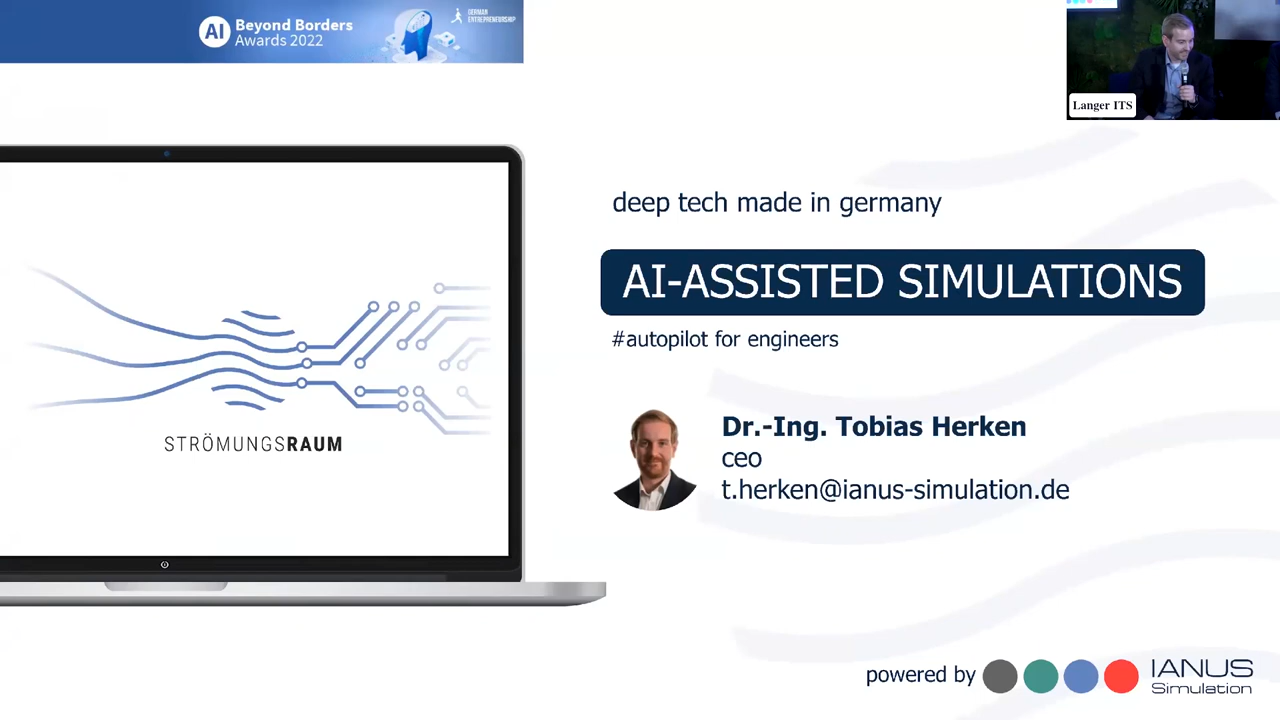 AI
Beyond Borders
Awards 2022
GERMAN
ENTREPRENEURSHIP
Langer ITS
STRÖMUNGSRAUM
deep tech made in germany
AI-ASSISTED SIMULATIONS
#autopilot for engineers
Dr.-Ing. Tobias Herken
ceo
t.herken@ianus-simulation.de
powered by
IANUS
Simulation